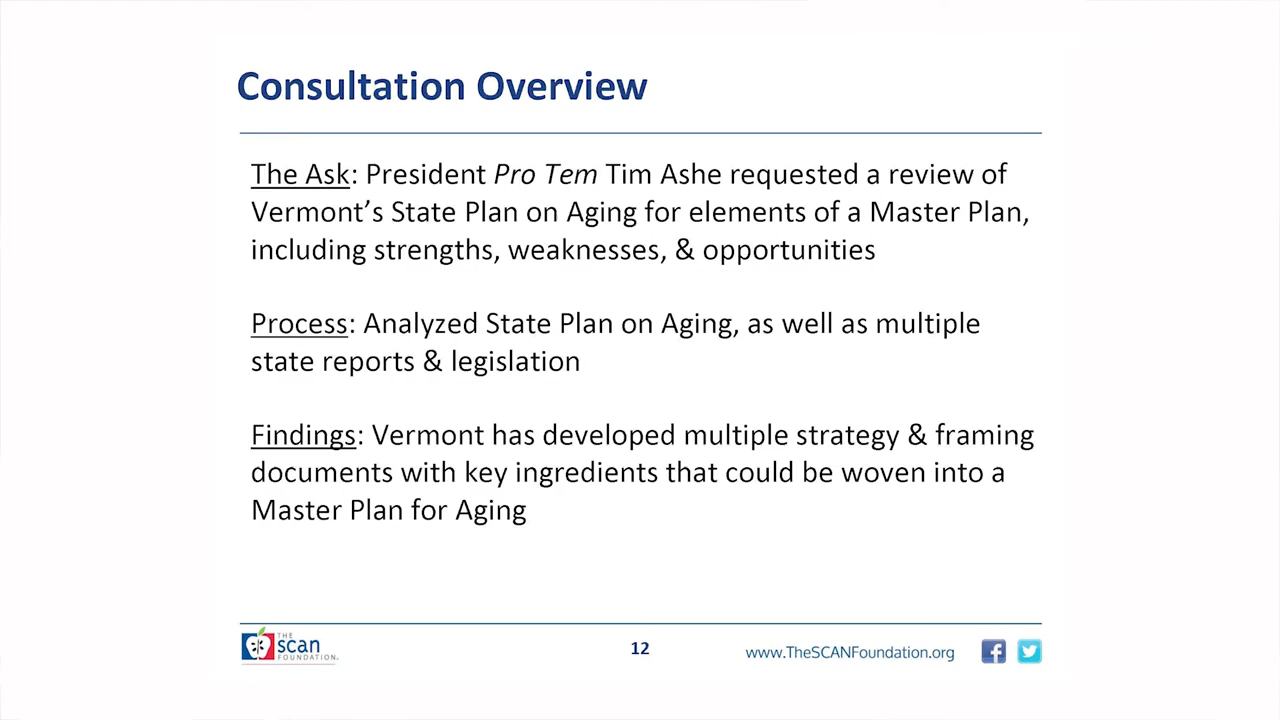 Consultation Overview
The Ask: President Pro Tem Tim Ashe requested a review of
Vermont’s State Plan on Aging for elements of a Master Plan,
including strengths, weaknesses, & opportunities
Process: Analyzed State Plan on Aging, as well as multiple
state reports & legislation
Findings: Vermont has developed multiple strategy & framing
documents with key ingredients that could be woven into a
Master Plan for Aging
THE
scan
FOUNDATION.
12
www.TheSCANFoundation.org